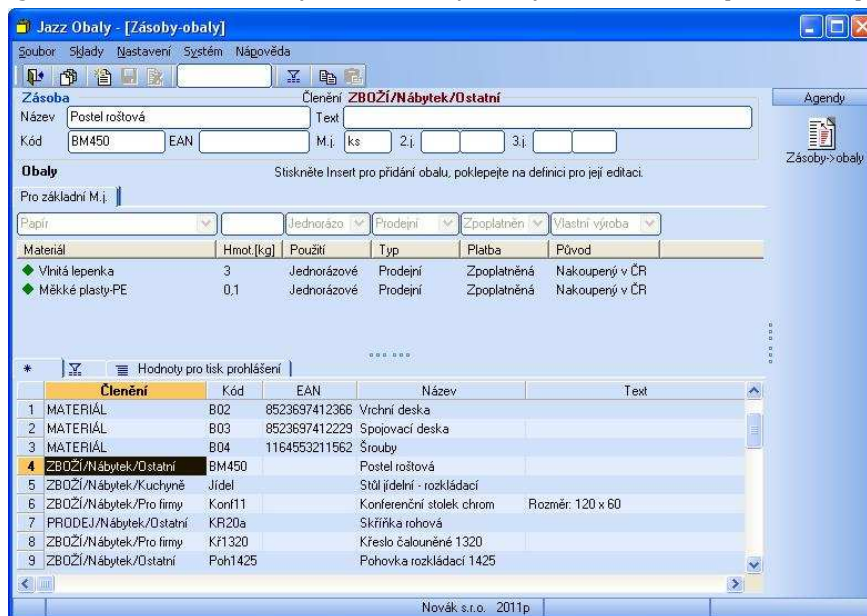 Jazz Obaly - [Zásoby-obaly]
Soubor Sklady Nastavení Systém Nápověda
Zásoba Členění ZBOŽÍ/Nábytek/Ostatní
Název Postel roštová Text
Kód BM450 EAN M.j. ks 2.j. 3.j.
Obaly Stiskněte Insert pro přidání obalu, poklepejte na definici pro její editaci.
Pro základní M.j.
Papír Jednorázo Prodejní Zpoplatněn Vlastní výroba
Materiál Hmot.[kg] Použití Typ Platba Původ
Vlnitá lepenka 3 Jednorázové Prodejní Zpoplatněná Nakoupený v ČR
Měkké plasty-PE 0,1 Jednorázové Prodejní Zpoplatněná Nakoupený v ČR
* Hodnoty pro tisk prohlášení
Členění Kód EAN Název Text
1 MATERIÁL B02 8523697412366 Vrchní deska
2 MATERIÁL B03 8523697412229 Spojovací deska
3 MATERIÁL B04 1164553211562 Šrouby
4 ZBOŽÍ/Nábytek/Ostatní BM450 Postel roštová
5 ZBOŽÍ/Nábytek/Kuchyně Jídel Stůl jídelní - rozkládací
6 ZBOŽÍ/Nábytek/Pro firmy Konf11 Konferenční stolek chrom Rozměr: 120 x 60
7 PRODEJ/Nábytek/Ostatní KR20a Skříňka rohová
8 ZBOŽÍ/Nábytek/Pro firmy Kř1320 Křeslo čalouněné 1320
9 ZBOŽÍ/Nábytek/Ostatní Poh1425 Pohovka rozkládací 1425
Novák s.r.o. 2011p
Agendy
Zásoby->obaly